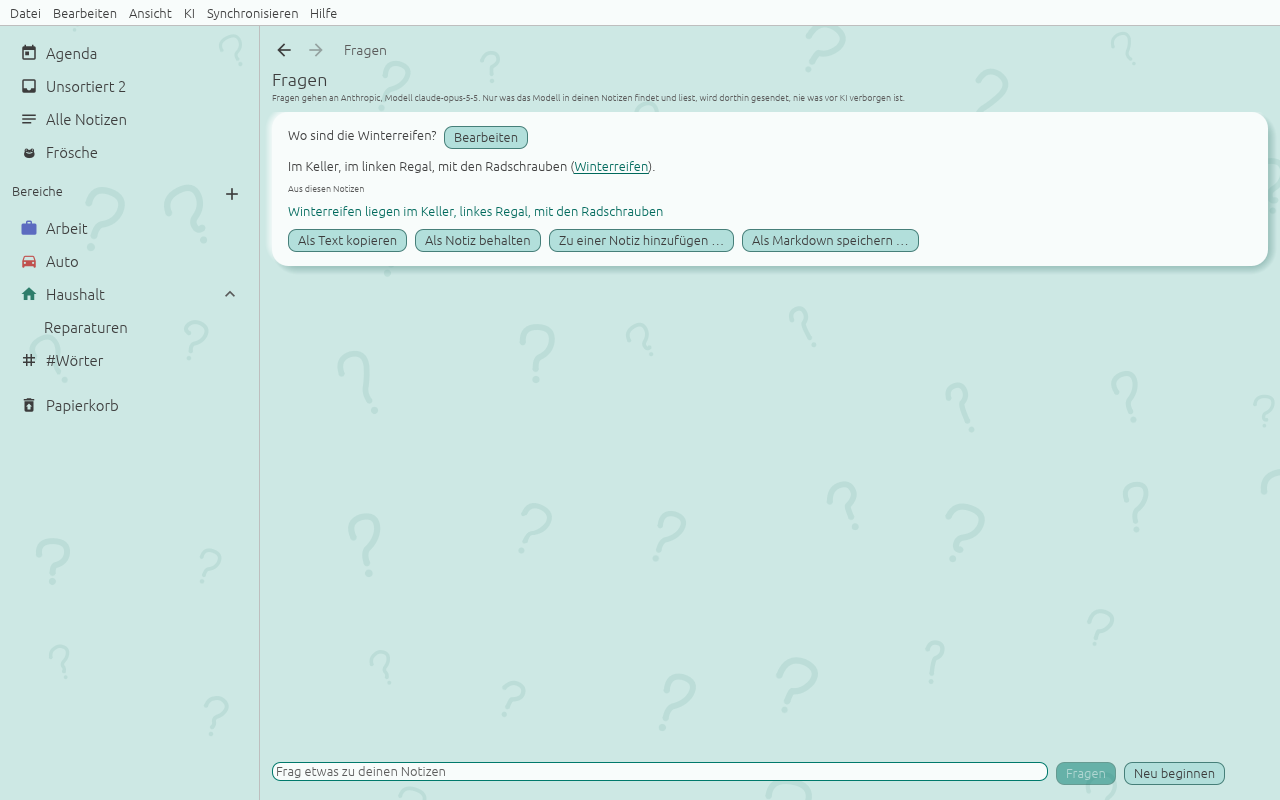 Datei Bearbeiten Ansicht KI Synchronisieren Hilfe
Agenda
Unsortiert 2
Alle Notizen
Frösche
Bereiche
Arbeit
Auto
Haushalt
Reparaturen
#Wörter
Papierkorb
Fragen
Fragen
Fragen gehen an Anthropic, Modell claude-opus-5-5. Nur was das Modell in deinen Notizen findet und liest, wird dorthin gesendet, nie was vor KI verborgen ist.
Wo sind die Winterreifen? Bearbeiten
Im Keller, im linken Regal, mit den Radschrauben (Winterreifen).
Aus diesen Notizen
Winterreifen liegen im Keller, linkes Regal, mit den Radschrauben
Als Text kopieren Als Notiz behalten Zu einer Notiz hinzufügen … Als Markdown speichern …
Frag etwas zu deinen Notizen Fragen Neu beginnen